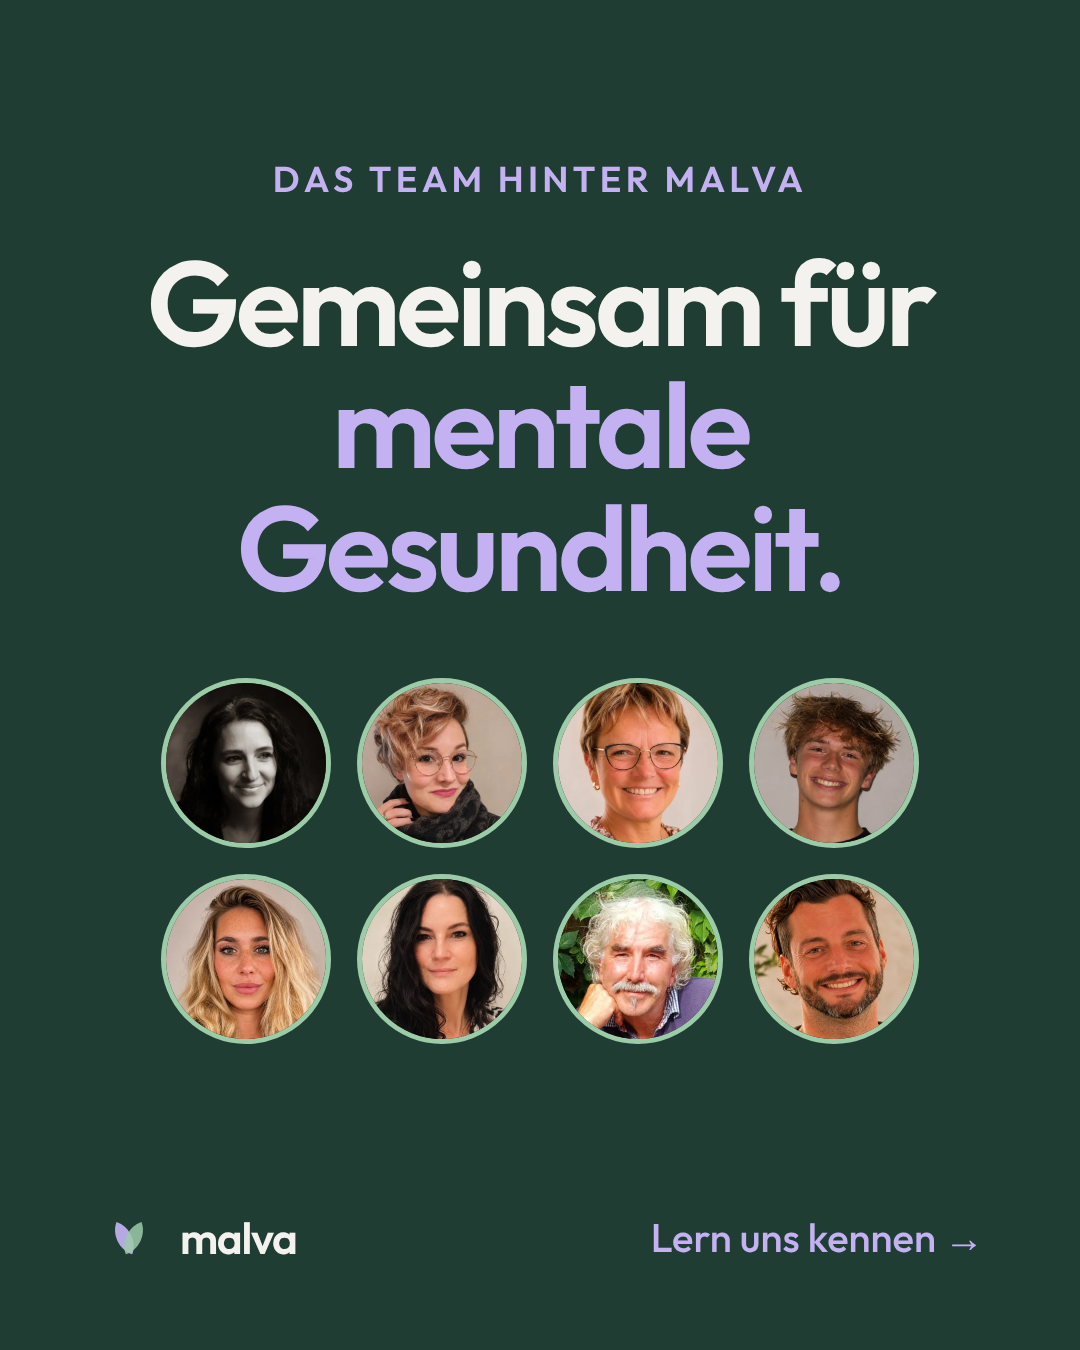 DAS TEAM HINTER MALVA
Gemeinsam für
mentale
Gesundheit.
malva
Lern uns kennen →